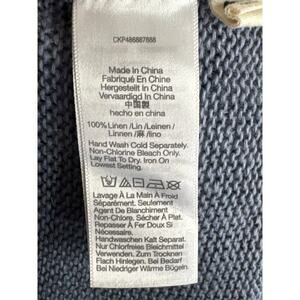 CKP486887888
Made In China
Fabriqué En Chine
Hergestellt in China
Vervaardigd In China
中国製
hecho en china
100% Linen /Lin /Leinen /
Linnen /麻 /lino
Hand Wash Cold Separately.
Non-Chlorine Bleach Only.
Lay Flat To Dry. Iron On
Lowest Setting.
Lavage À La Main À Froid
Séparément. Seulement
Agent De Blanchiment
Non-Chlore. Sécher À Plat.
Repasser À Fer Doux Si
Nécessaire.
Handwaschen Kalt Separat.
Nur Chlorfreies Bleichmittel
Verwenden. Zum Trocknen
Flach Hinlegen. Bei Bedarf
Bei Niedriger Wärme Bügeln